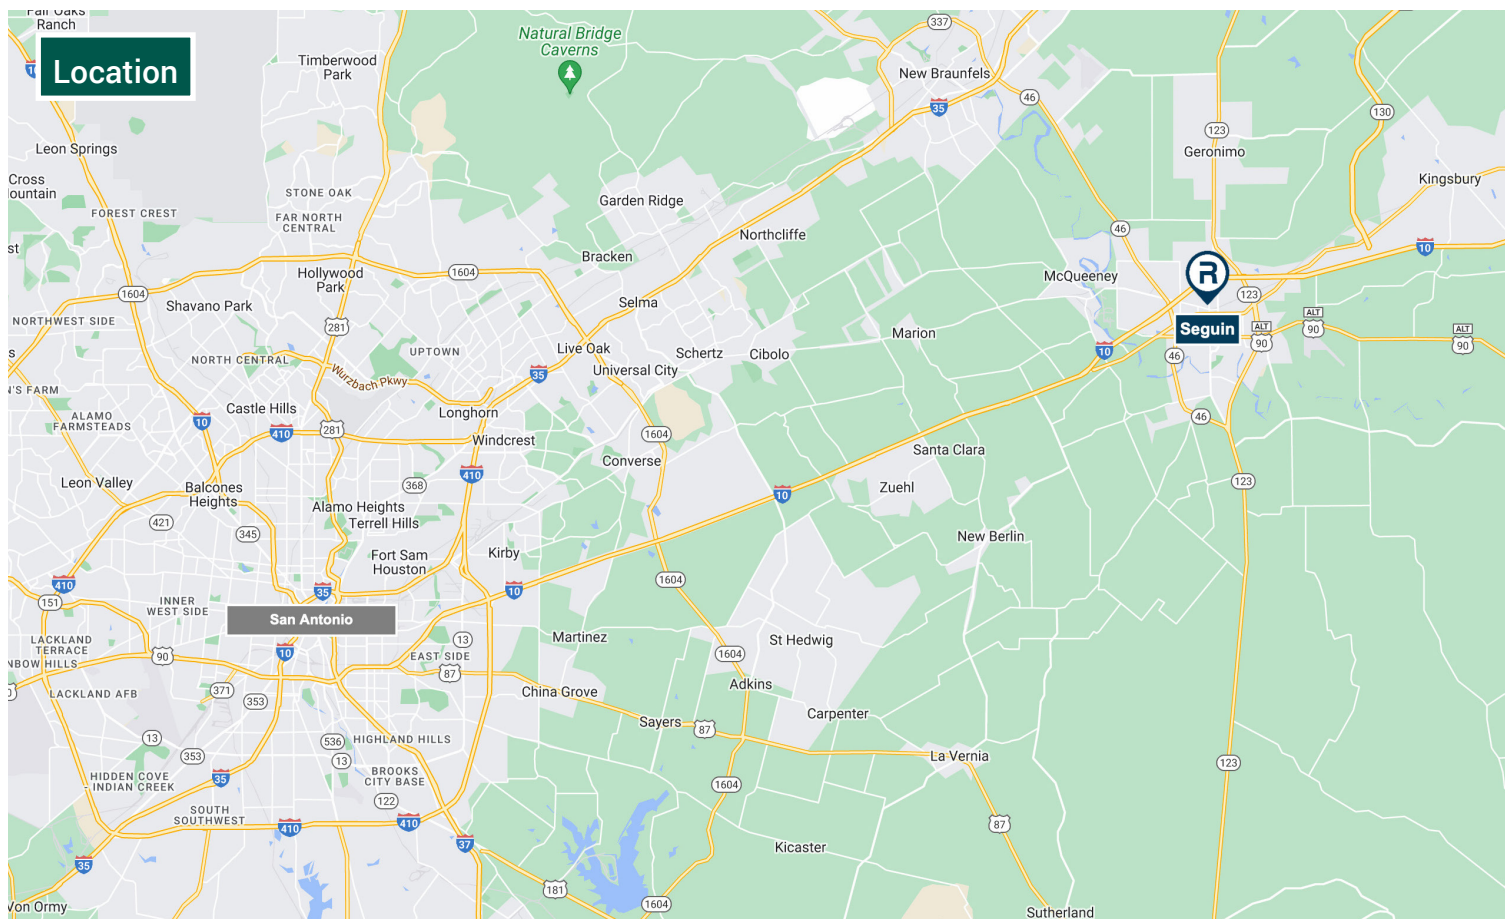 Fair Oaks
Ranch
Location
Timberwood
Park
Natural Bridge
Caverns
337
New Braunfels
35
46
123
130
10
Leon Springs
Geronimo
Cross
Kingsbury
STONE OAK
Garden Ridge
FOREST CREST
FAR NORTH
CENTRAL
Northcliffe
46
10
Bracken
Hollywood
Park
1604
McQueeney
R
123
1604
Shavano Park
Selma
ALT
ALT
NORTHWEST SIDE
281
Marion
Seguin
ALT
90
90
90
NORTH CENTRAL
UPTOWN
Live Oak
Schertz
Cibolo
10
46
Universal City
Wurzbach Pkwy
35
'S FARM
Castle Hills
Longhorn
ALAMO
FARMSTEADS
10
410
281
Windcrest
1604
46
Santa Clara
Converse
410
Leon Valley
Balcones
Heights
368
Zuehl
10
123
Alamo Heights
Terrell Hills
421
345
New Berlin
Fort Sam
Houston
Kirby
410
35
10
1604
151
INNER
WEST SIDE
San Antonio
LACKLAND
TERRACE
13
Martinez
St Hedwig
90
10
EAST SIDE
1604
NBOW HILLS
87
LACKLAND AFB
371
353
China Grove
Adkins
Carpenter
Sayers
87
13
536
HIGHLAND HILLS
353
13
La Vernia
123
HIDDEN COVE
- INDIAN CREEK
35
BROOKS
CITY BASE
1604
122
SOUTH
SOUTHWEST
410
410
87
37
Kicaster
35
181
1604
Von Ormy
Sutherland